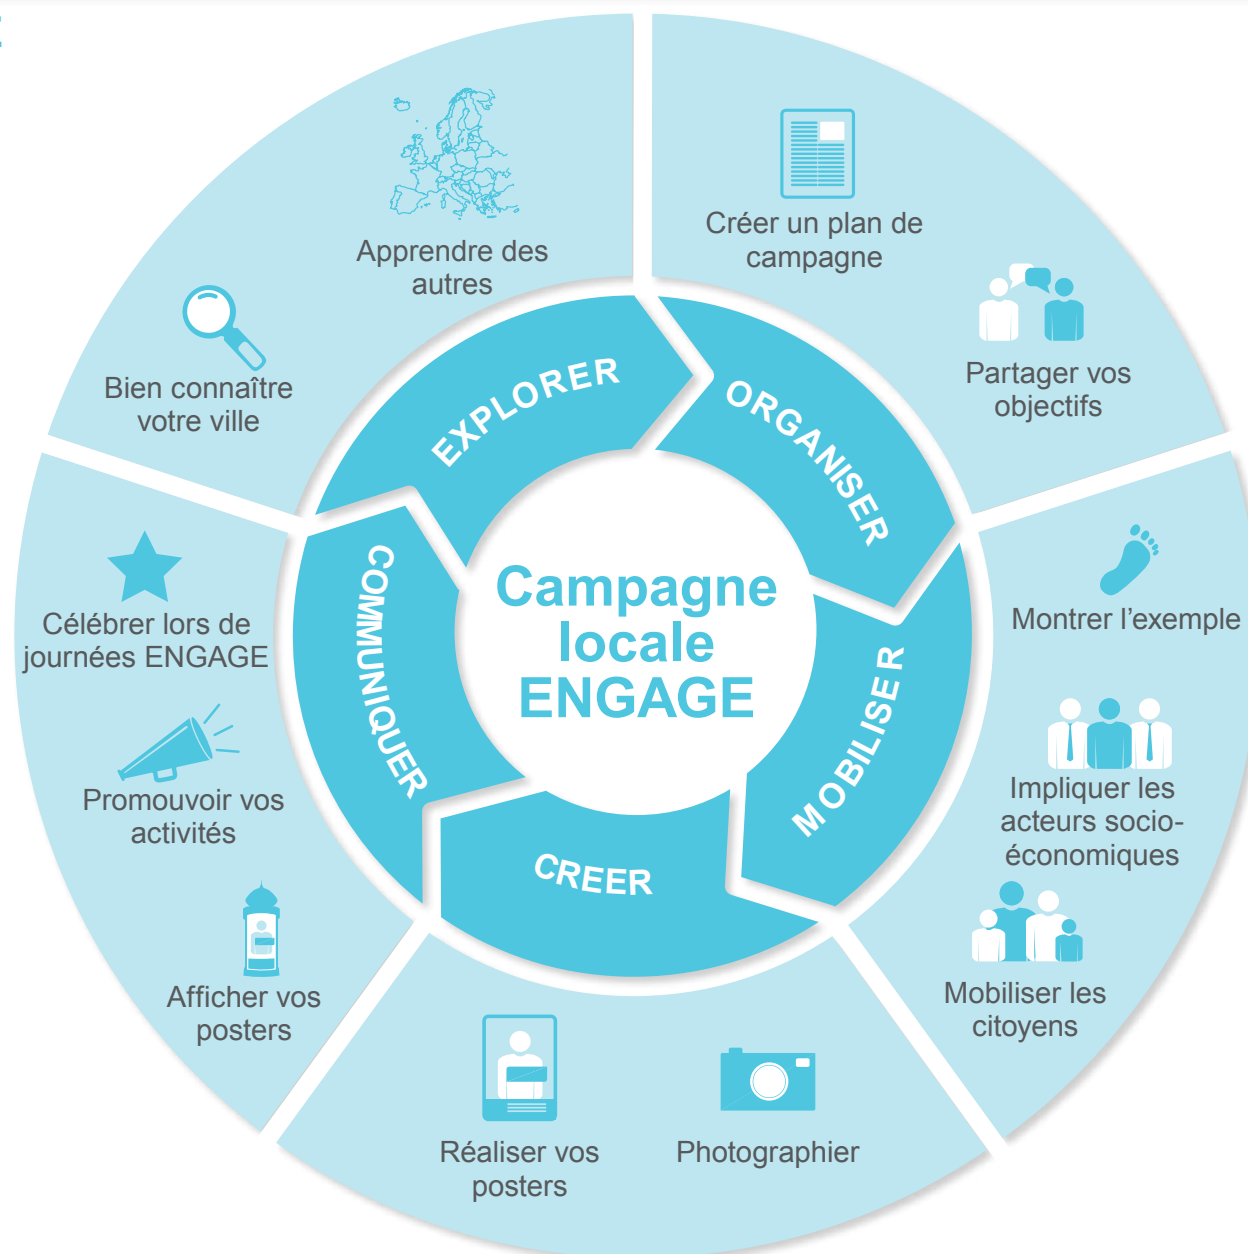 Apprendre des
autres
Bien connaître
votre ville
Créer un plan de
campagne
Partager vos
objectifs
EXPLORER
ORGANISER
MOBILISER
CREER
COMMUNIQUER
Campagne
locale
ENGAGE
Montrer l’exemple
Impliquer les
acteurs socio-
économiques
Mobiliser les
citoyens
Photographier
Réaliser vos
posters
Afficher vos
posters
Promouvoir vos
activités
Célébrer lors de
journées ENGAGE